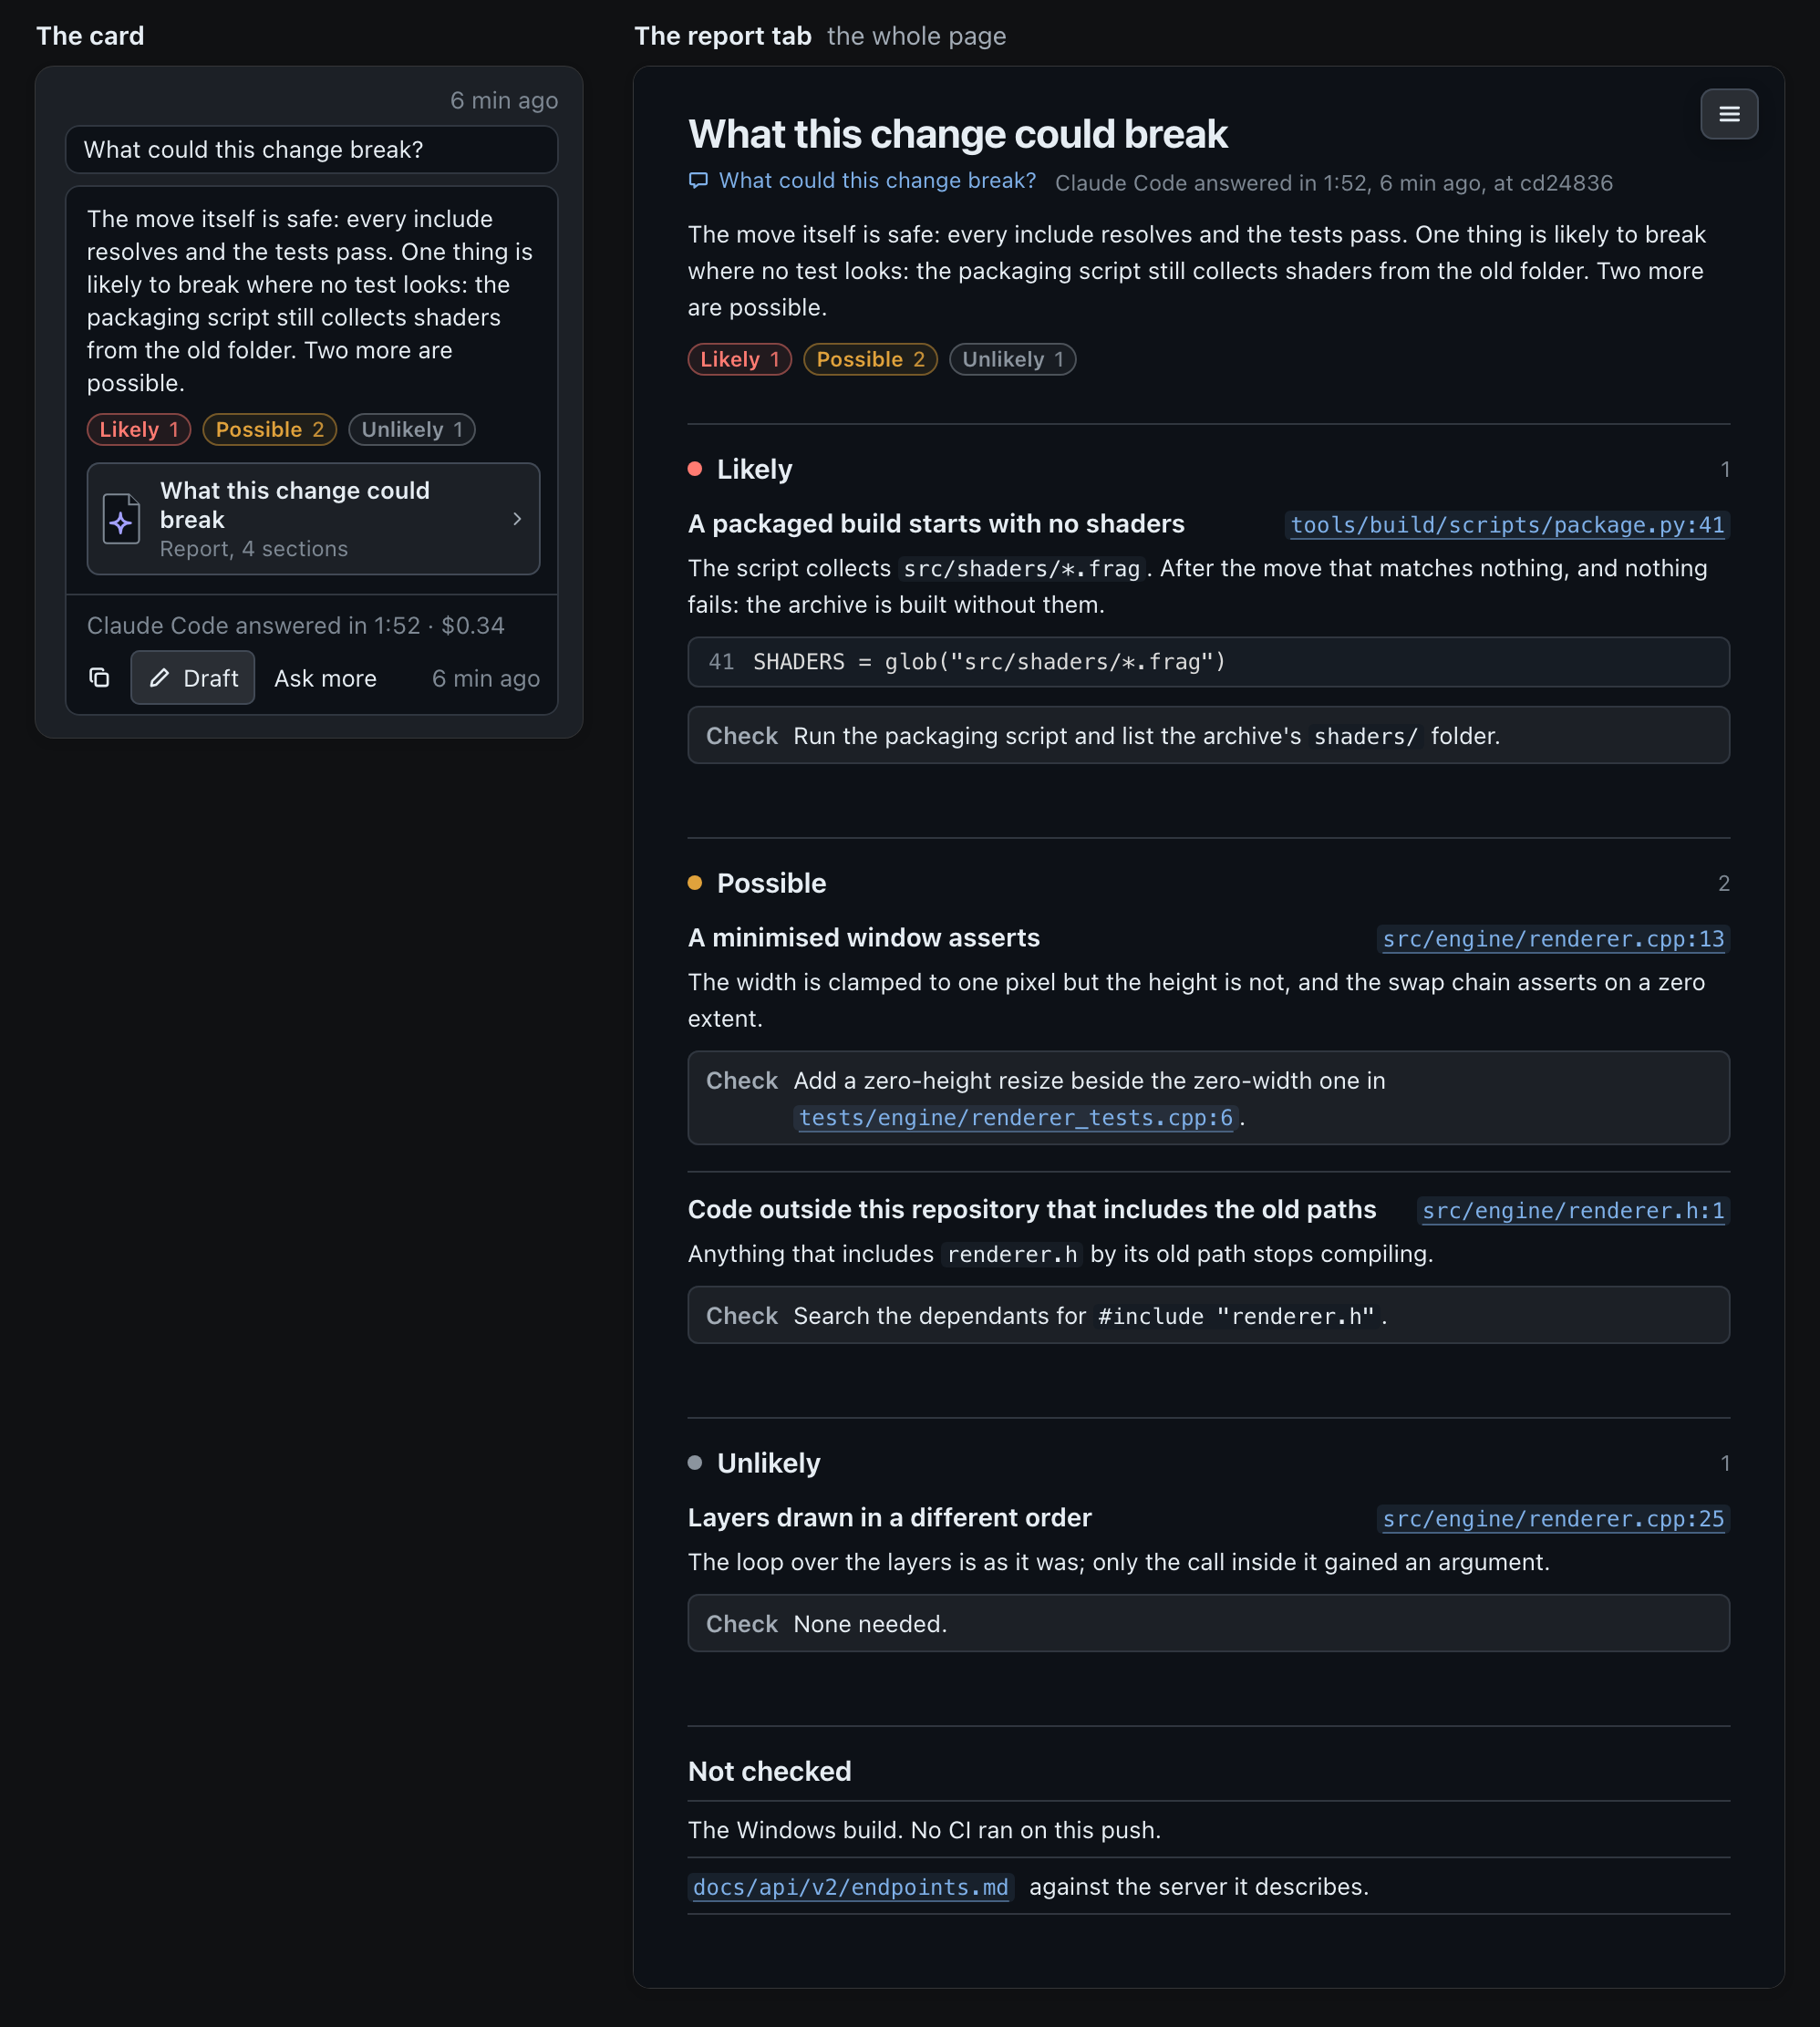 The card
6 min ago
What could this change break?
The move itself is safe: every include
resolves and the tests pass. One thing is
likely to break where no test looks: the
packaging script still collects shaders
from the old folder. Two more are
possible.
Likely 1
Possible 2
Unlikely 1
What this change could
break
Report, 4 sections
Claude Code answered in 1:52 · $0.34
Draft
Ask more
6 min ago
The report tab the whole page
What this change could break
What could this change break? Claude Code answered in 1:52, 6 min ago, at cd24836
The move itself is safe: every include resolves and the tests pass. One thing is likely to break
where no test looks: the packaging script still collects shaders from the old folder. Two more
are possible.
Likely 1
Possible 2
Unlikely 1
Likely 1
A packaged build starts with no shaders tools/build/scripts/package.py:41
The script collects src/shaders/*.frag. After the move that matches nothing, and nothing
fails: the archive is built without them.
41 SHADERS = glob("src/shaders/*.frag")
Check Run the packaging script and list the archive's shaders/ folder.
Possible 2
A minimised window asserts src/engine/renderer.cpp:13
The width is clamped to one pixel but the height is not, and the swap chain asserts on a zero
extent.
Check Add a zero-height resize beside the zero-width one in
tests/engine/renderer_tests.cpp:6.
Code outside this repository that includes the old paths src/engine/renderer.h:1
Anything that includes renderer.h by its old path stops compiling.
Check Search the dependants for #include "renderer.h".
Unlikely 1
Layers drawn in a different order src/engine/renderer.cpp:25
The loop over the layers is as it was; only the call inside it gained an argument.
Check None needed.
Not checked
The Windows build. No CI ran on this push.
docs/api/v2/endpoints.md against the server it describes.